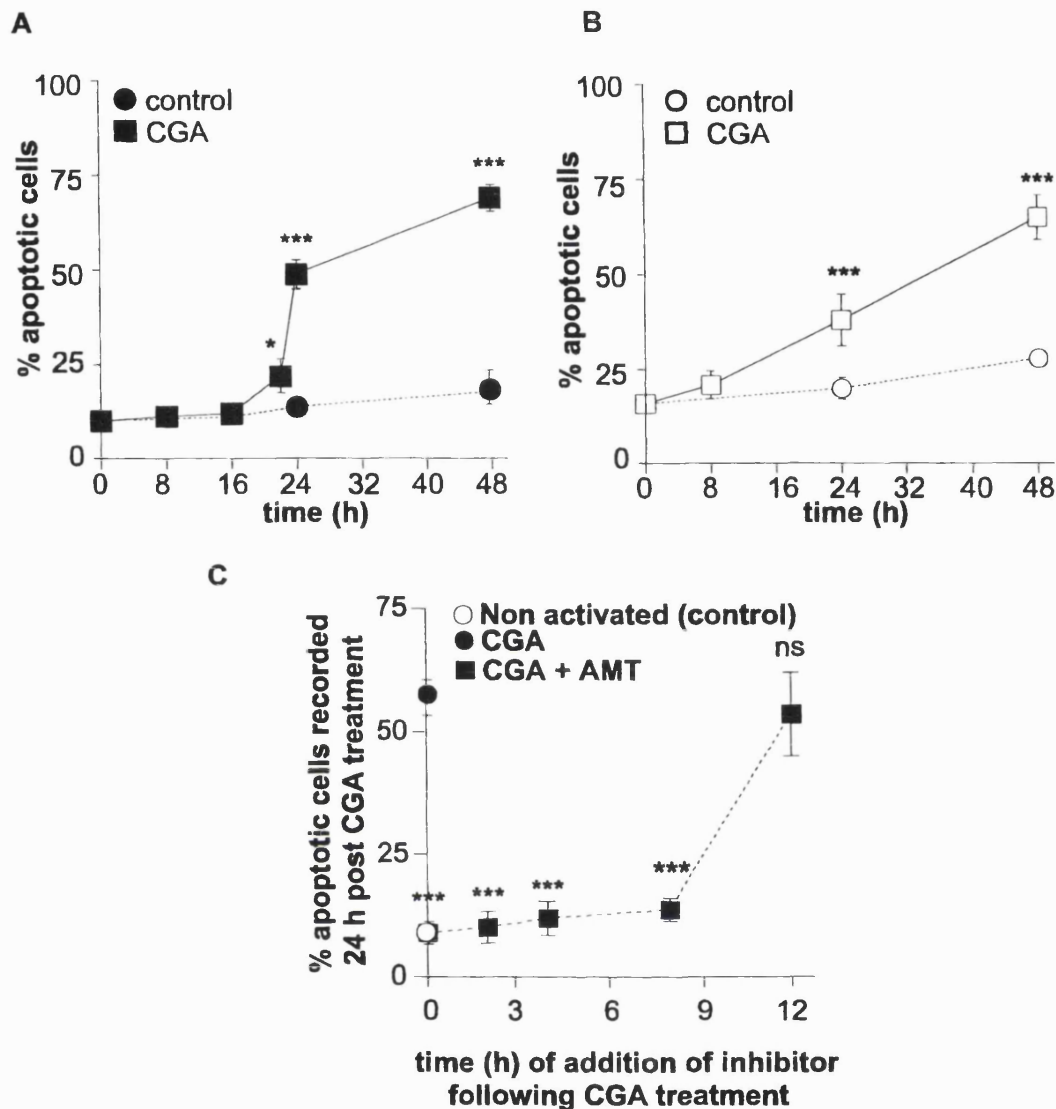 A
100
75
50
25
0
% apoptotic cells
control
CGA
*
***
***
0 8 16 24 32 40 48
time (h)
B
100
75
50
25
0
% apoptotic cells
control
CGA
***
***
0 8 16 24 32 40 48
time (h)
C
75
50
25
0
% apoptotic cells recorded
24 h post CGA treatment
Non activated (control)
CGA
CGA + AMT
ns
*** *** *** ***
0 3 6 9 12
time (h) of addition of inhibitor
following CGA treatment